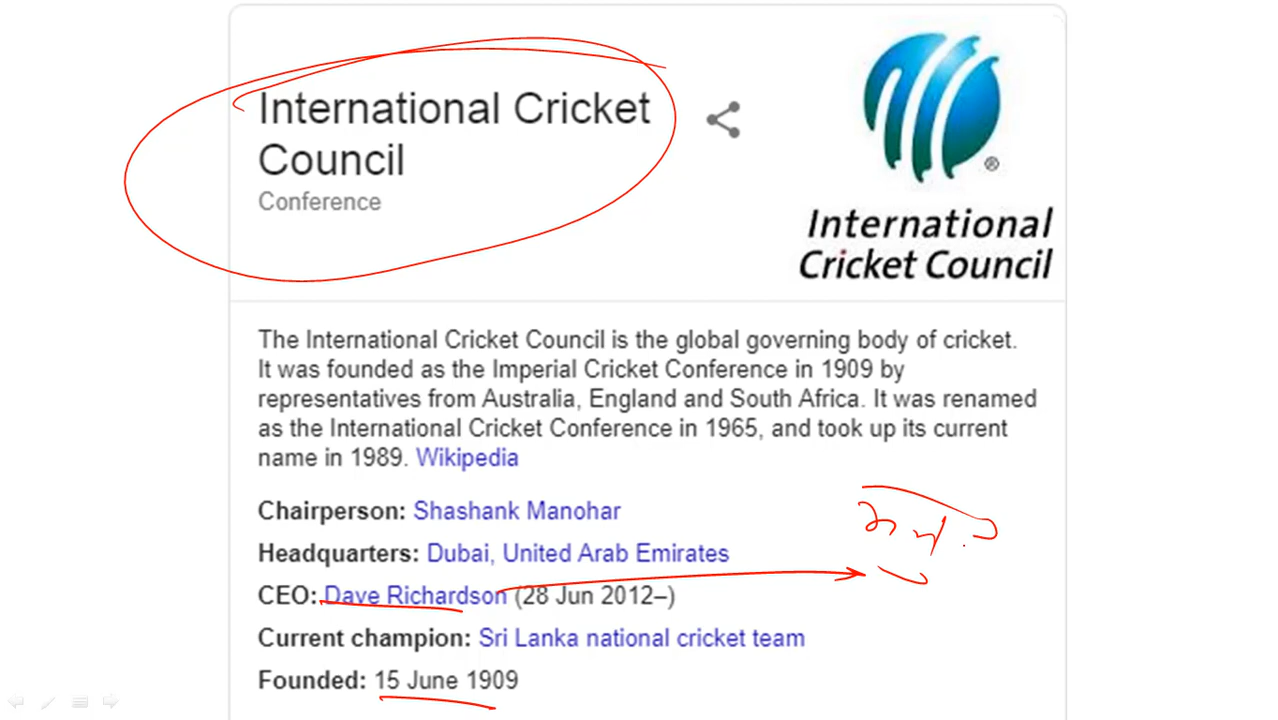 International Cricket
Council
Conference
International
Cricket Council
The International Cricket Council is the global governing body of cricket.
It was founded as the Imperial Cricket Conference in 1909 by
representatives from Australia, England and South Africa. It was renamed
as the International Cricket Conference in 1965, and took up its current
name in 1989. Wikipedia
Chairperson: Shashank Manohar
Headquarters: Dubai, United Arab Emirates
CEO: Dave Richardson (28 Jun 2012–)
Current champion: Sri Lanka national cricket team
Founded: 15 June 1909